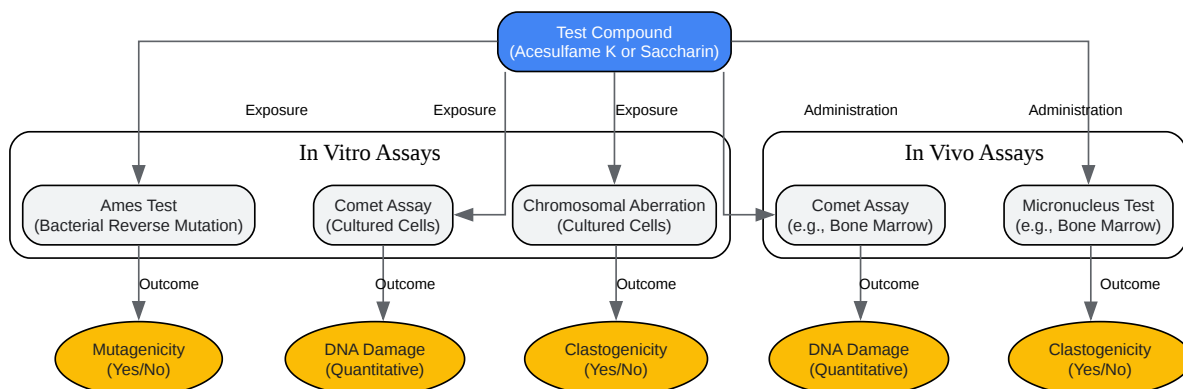 Test Compound
(Acesulfame K or Saccharin)
Exposure
Exposure
Exposure
Administration
Administration
In Vitro Assays
In Vivo Assays
Ames Test
(Bacterial Reverse Mutation)
Comet Assay
(Cultured Cells)
Chromosomal Aberration
(Cultured Cells)
Comet Assay
(e.g., Bone Marrow)
Micronucleus Test
(e.g., Bone Marrow)
Outcome
Outcome
Outcome
Outcome
Outcome
Mutagenicity
(Yes/No)
DNA Damage
(Quantitative)
Clastogenicity
(Yes/No)
DNA Damage
(Quantitative)
Clastogenicity
(Yes/No)